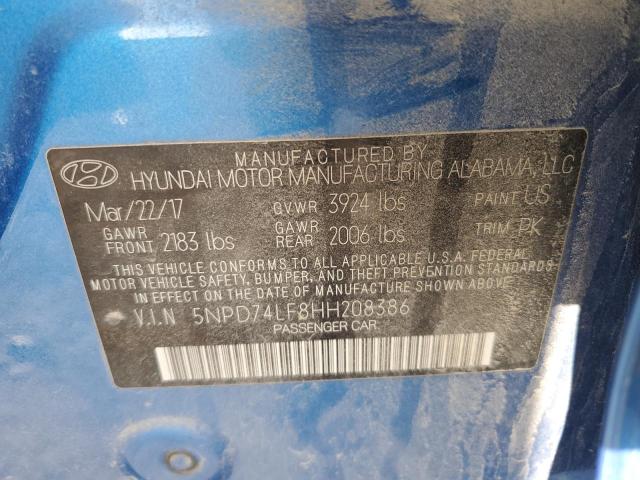 MANUFACTURED BY
HYUNDAI MOTOR MANUFACTURING ALABAMA, LLC
Mar/22/17 GVWR 3924 lbs PAINT US
GAWR FRONT 2183 lbs GAWR REAR 2006 lbs TRIM PK
THIS VEHICLE CONFORMS TO ALL APPLICABLE U.S.A. FEDERAL
MOTOR VEHICLE SAFETY, BUMPER, AND THEFT PREVENTION STANDARDS
IN EFFECT ON THE DATE OF MANUFACTURE SHOWN ABOVE.
V.I.N 5NPD74LF8HH208386
PASSENGER CAR